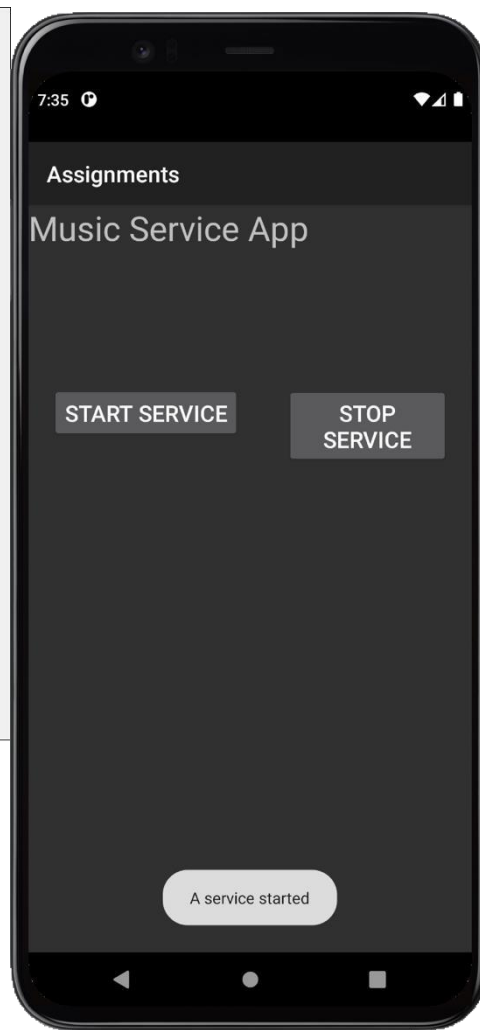 7:35
Assignments
Music Service App
START SERVICE
STOP
SERVICE
A service started